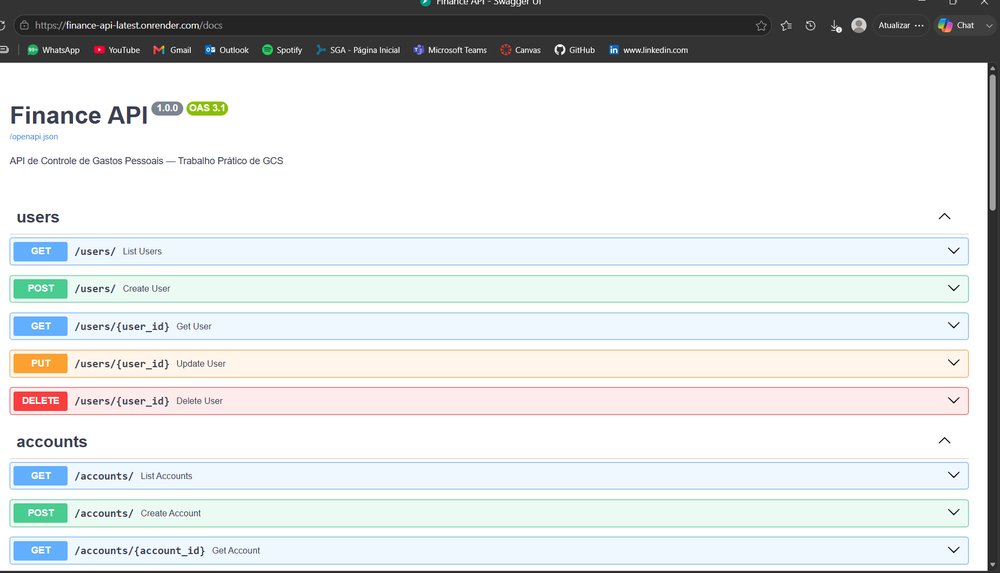 Finance API - Swagger UI
https://finance-api-latest.onrender.com/docs
Atualizar
Chat
99+ WhatsApp
YouTube
Gmail
Outlook
Spotify
SGA - Página Inicial
Microsoft Teams
Canvas
GitHub
www.linkedin.com
Finance API 1.0.0 OAS 3.1
/openapi.json
API de Controle de Gastos Pessoais — Trabalho Prático de GCS
users
GET /users/ List Users
POST /users/ Create User
GET /users/{user_id} Get User
PUT /users/{user_id} Update User
DELETE /users/{user_id} Delete User
accounts
GET /accounts/ List Accounts
POST /accounts/ Create Account
GET /accounts/{account_id} Get Account